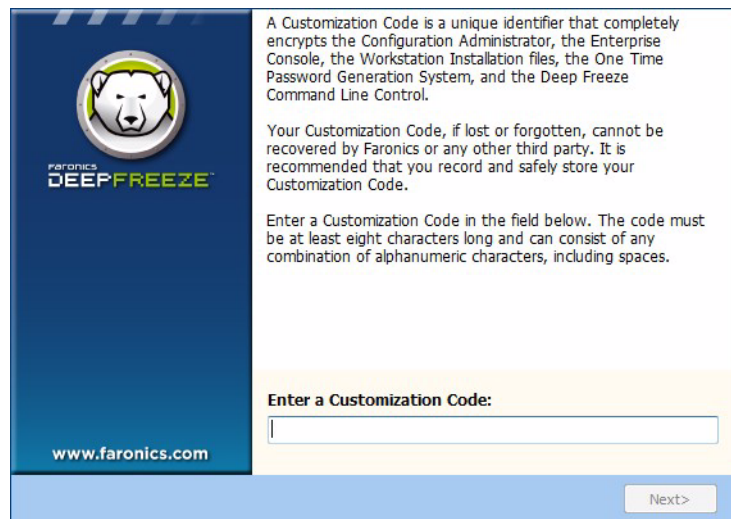 Faronics
DEEPFREEZE™
www.faronics.com
A Customization Code is a unique identifier that completely
encrypts the Configuration Administrator, the Enterprise
Console, the Workstation Installation files, the One Time
Password Generation System, and the Deep Freeze
Command Line Control.
Your Customization Code, if lost or forgotten, cannot be
recovered by Faronics or any other third party. It is
recommended that you record and safely store your
Customization Code.
Enter a Customization Code in the field below. The code must
be at least eight characters long and can consist of any
combination of alphanumeric characters, including spaces.
Enter a Customization Code:
Next>